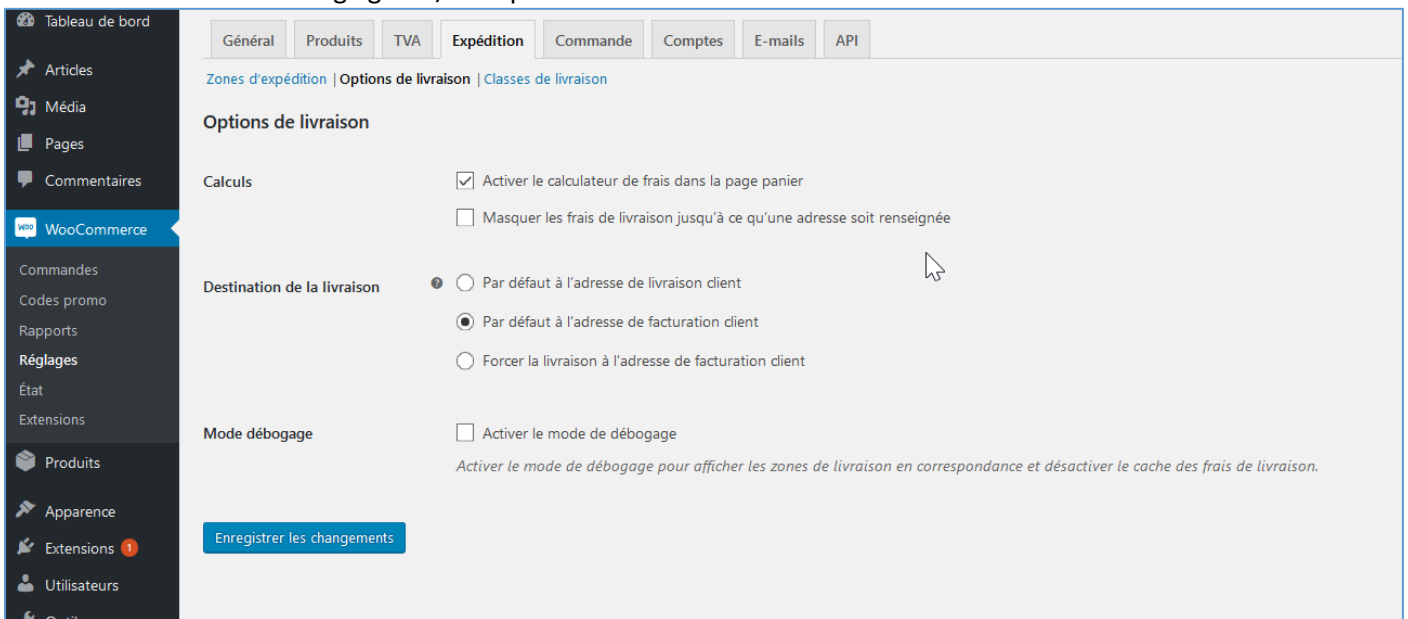 Tableau de bord
Articles
Média
Pages
Commentaires
WOO WooCommerce
Commandes
Codes promo
Rapports
Réglages
État
Extensions
Produits
Apparence
Extensions 1
Utilisateurs
Général Produits TVA Expédition Commande Comptes E-mails API
Zones d'expédition | Options de livraison | Classes de livraison
Options de livraison
Calculs Activer le calculateur de frais dans la page panier
Masquer les frais de livraison jusqu'à ce qu'une adresse soit renseignée
Destination de la livraison ? Par défaut à l'adresse de livraison client
Par défaut à l'adresse de facturation client
Forcer la livraison à l'adresse de facturation client
Mode débogage Activer le mode de débogage
Activer le mode de débogage pour afficher les zones de livraison en correspondance et désactiver le cache des frais de livraison.
Enregistrer les changements